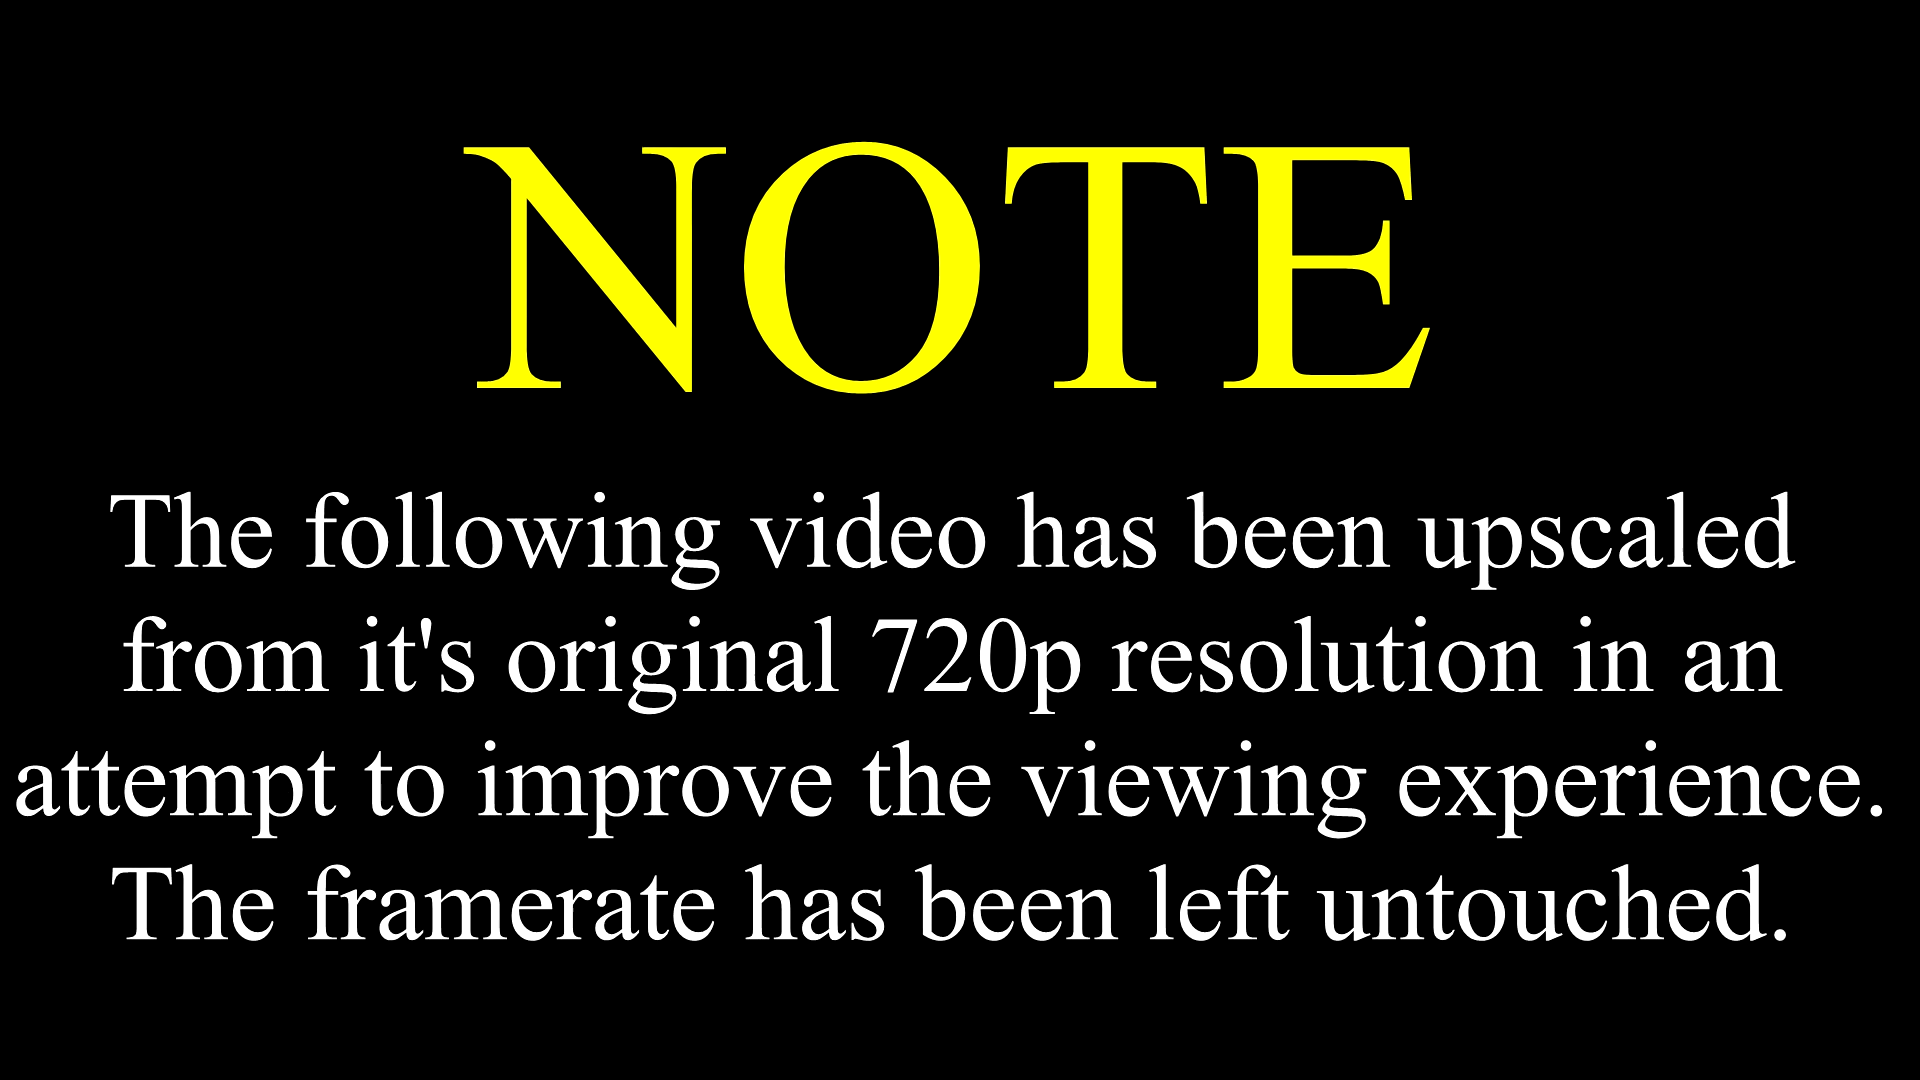 NOTE
The following video has been upscaled
from it's original 720p resolution in an
attempt to improve the viewing experience.
The framerate has been left untouched.